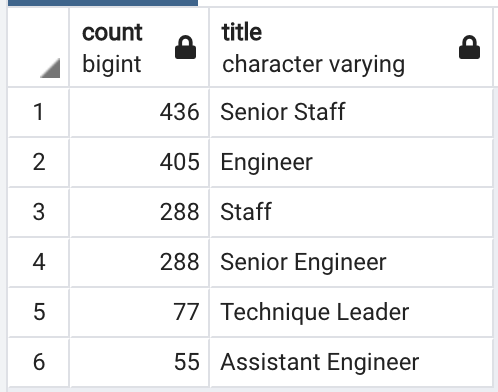 count title
bigint character varying
1 436 Senior Staff
2 405 Engineer
3 288 Staff
4 288 Senior Engineer
5 77 Technique Leader
6 55 Assistant Engineer